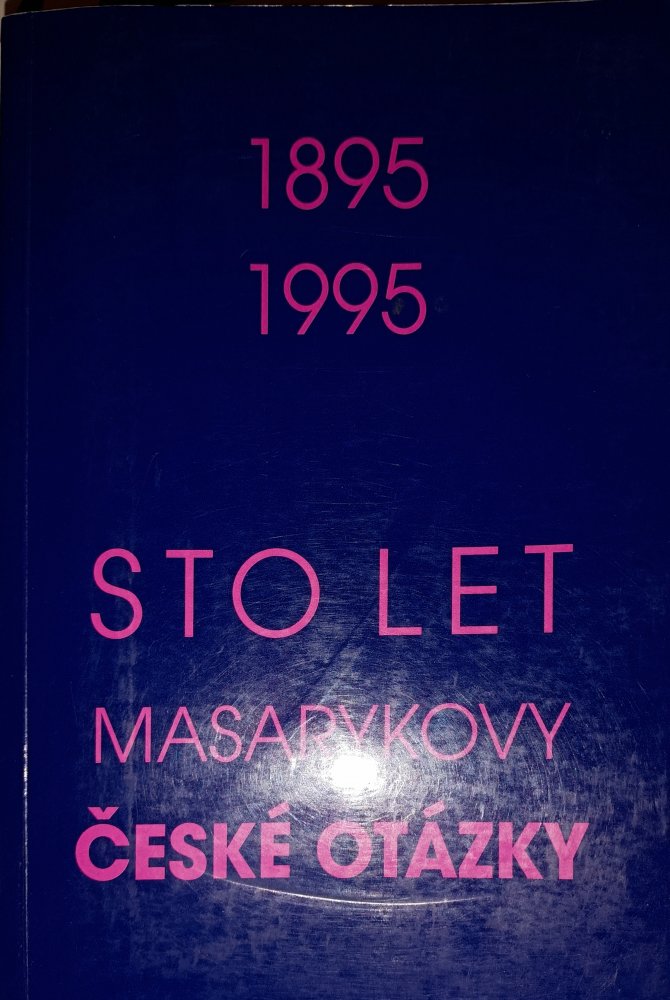 1895
1995
STO LET
MASARYKOVY
ČESKÉ OTÁZKY